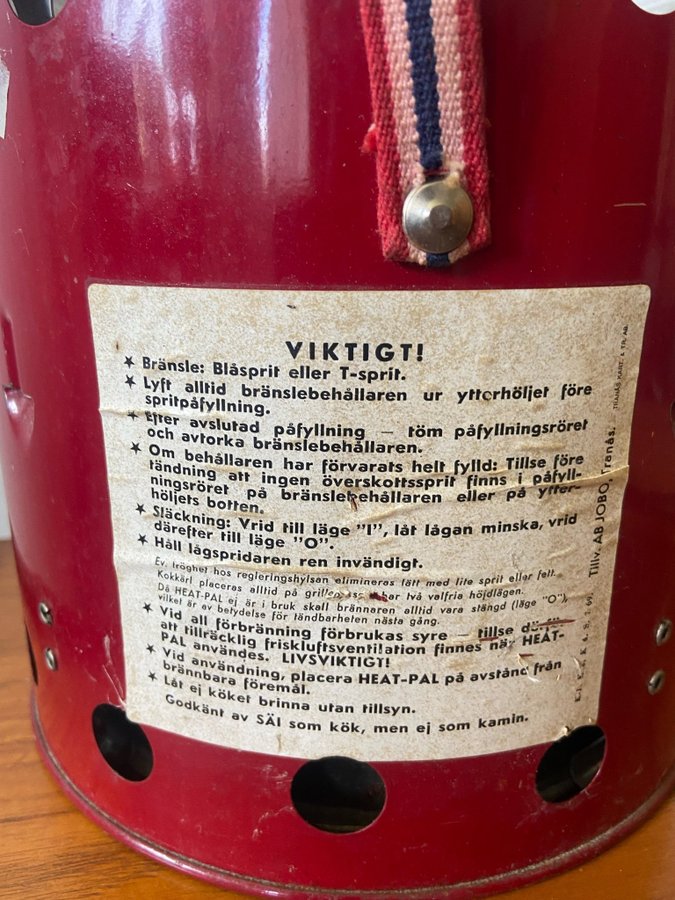 VIKTIGT!
★ Bränsle: Blåsprit eller T-sprit.
★ Lyft alltid bränslebehållaren ur ytterhöljet före
spritpåfyllning.
★ Efter avslutad påfyllning — töm påfyllningsröret
och avtorka bränslebehållaren.
★ Om behållaren har förvarats helt fylld: Tillse före
tändning att ingen överskottssprit finns i påfyll-
ningsröret på bränslebehållaren eller på ytter-
höljets botten.
★ Släckning: Vrid till läge "I", låt lågan minska, vrid
därefter till läge "O".
★ Håll lågspridaren ren invändigt.
Ev. tröghet hos regleringshylsan elimineras lätt med lite sprit eller fett.
Kokkärl placeras alltid på har två valfria höjdlägen.
Då HEAT-PAL ej är i bruk skall brännaren alltid vara stängd (läge "O"),
vilket är av betydelse för tändbarheten nästa gång.
★ Vid all förbränning förbrukas syre — tillse
att tillräcklig friskluftsventilation finnes när HEAT-
PAL användes. LIVSVIKTIGT!
★ Vid användning, placera HEAT-PAL på avstånd från
brännbara föremål.
★ Låt ej köket brinna utan tillsyn.
Godkänt av SÄI som kök, men ej som kamin.
Tillv. AB JOBO, Tranås.